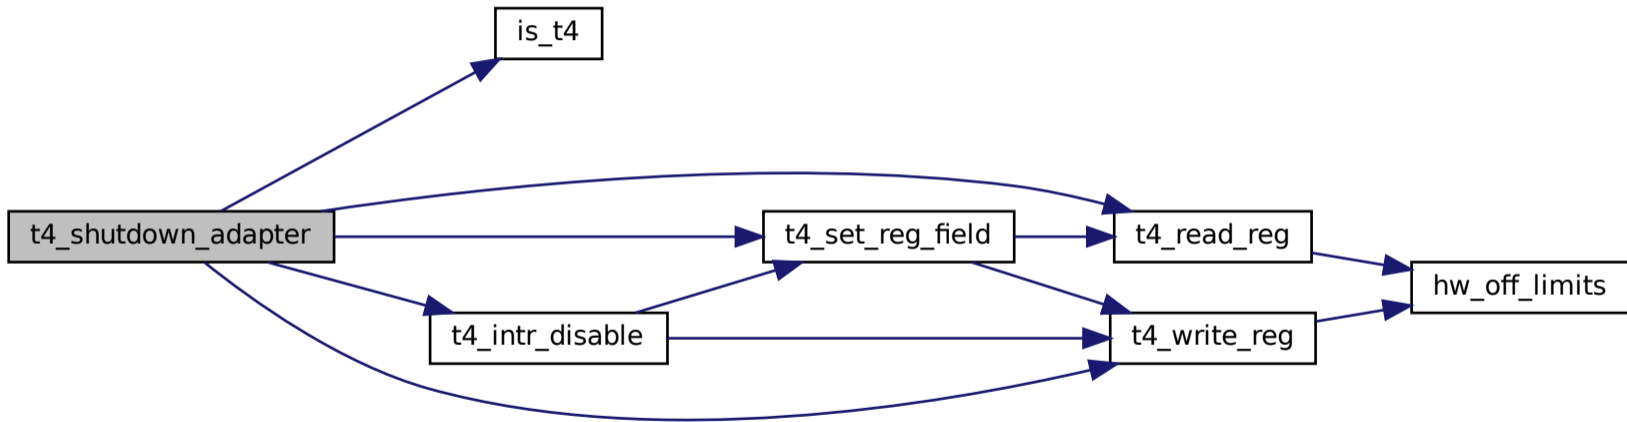 is_t4
t4_shutdown_adapter
t4_set_reg_field
t4_read_reg
hw_off_limits
t4_intr_disable
t4_write_reg